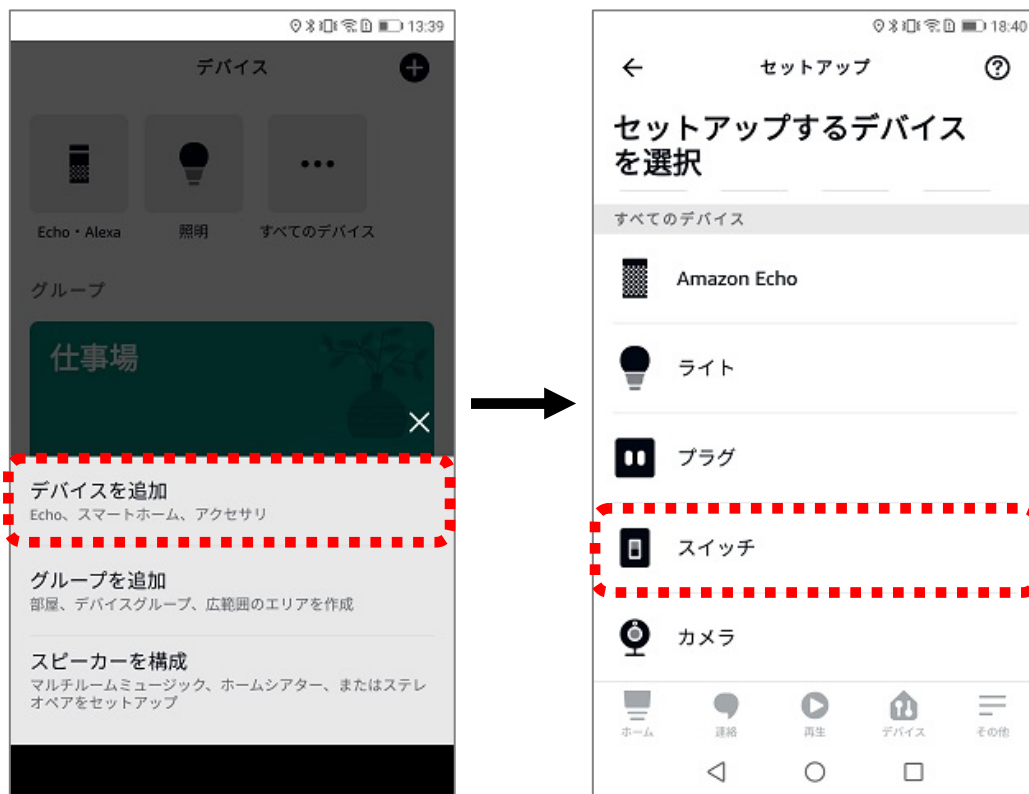 13:39
デバイス
Echo・Alexa
照明
すべてのデバイス
グループ
仕事場
デバイスを追加
Echo、スマートホーム、アクセサリ
グループを追加
部屋、デバイスグループ、広範囲のエリアを作成
スピーカーを構成
マルチルームミュージック、ホームシアター、またはステレ
オペアをセットアップ
18:40
セットアップ
セットアップするデバイス
を選択
すべてのデバイス
Amazon Echo
ライト
プラグ
スイッチ
カメラ
ホーム
連絡
再生
デバイス
その他